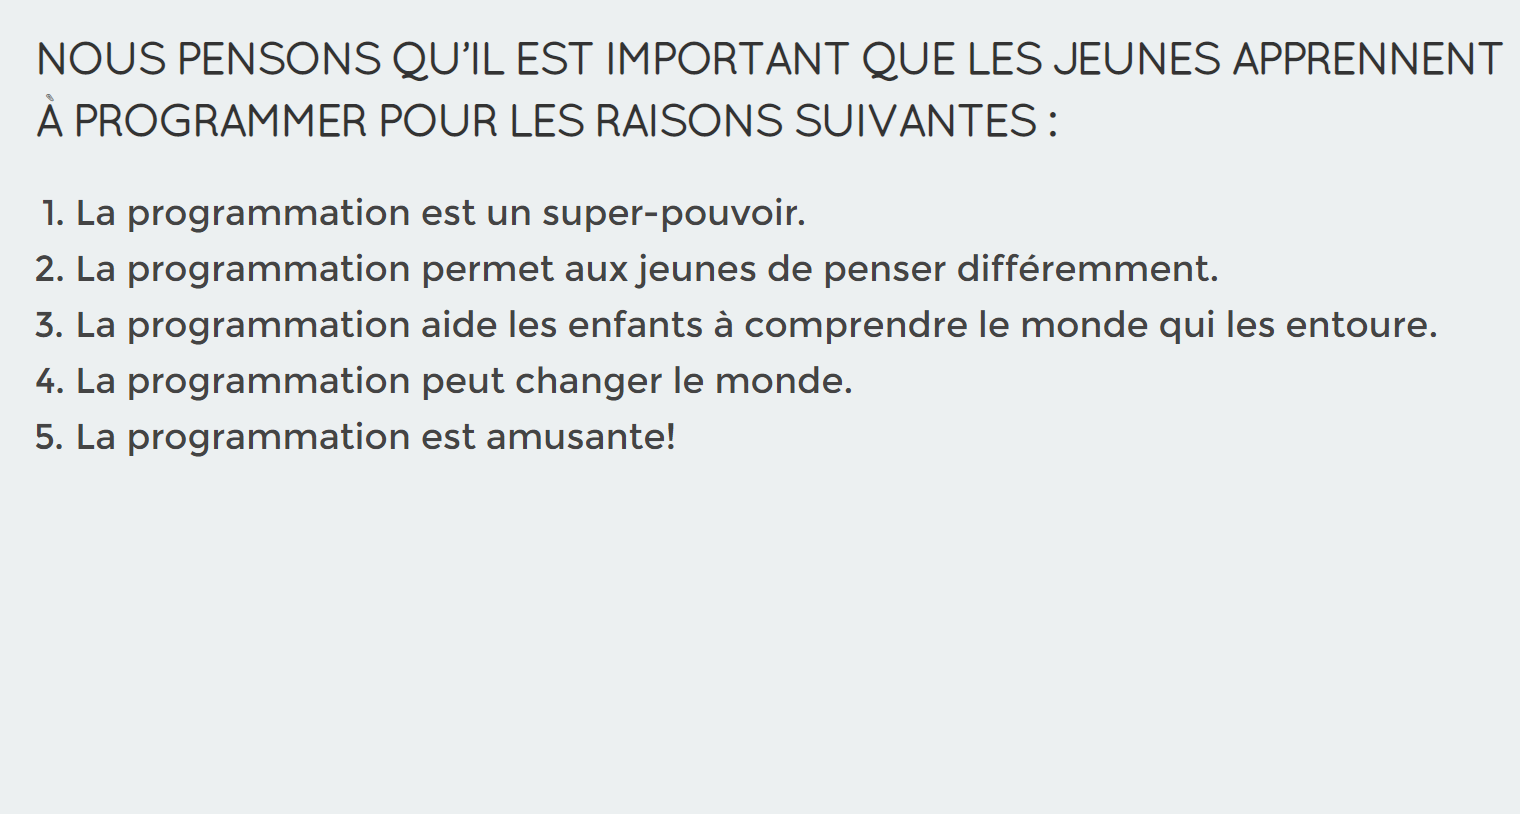 NOUS PENSONS QU’IL EST IMPORTANT QUE LES JEUNES APPRENNENT
À PROGRAMMER POUR LES RAISONS SUIVANTES :
1. La programmation est un super-pouvoir.
2. La programmation permet aux jeunes de penser différemment.
3. La programmation aide les enfants à comprendre le monde qui les entoure.
4. La programmation peut changer le monde.
5. La programmation est amusante!